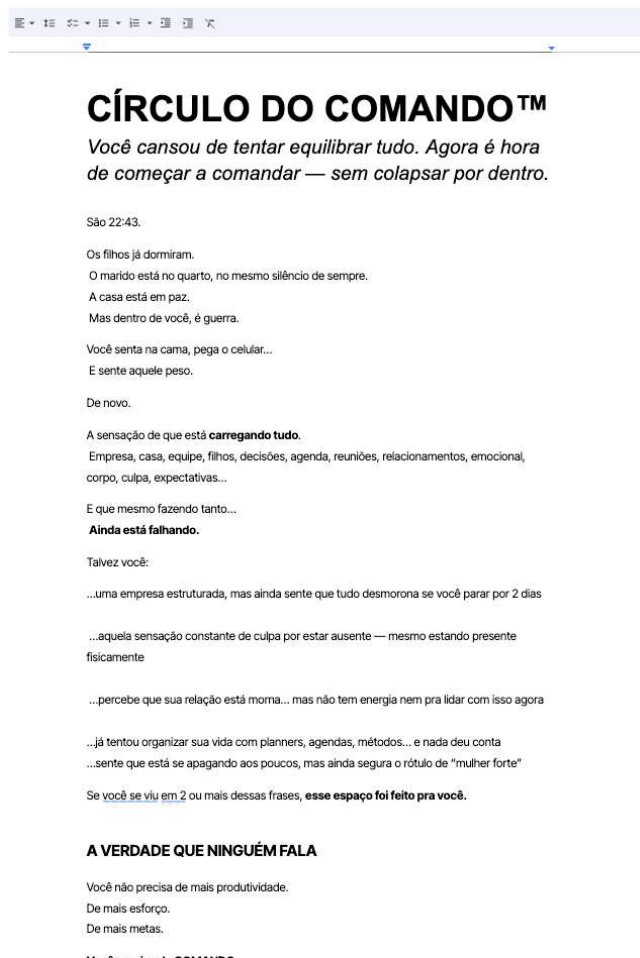 CÍRCULO DO COMANDO™
Você cansou de tentar equilibrar tudo. Agora é hora
de começar a comandar — sem colapsar por dentro.
São 22:43.
Os filhos já dormiram.
O marido está no quarto, no mesmo silêncio de sempre.
A casa está em paz.
Mas dentro de você, é guerra.
Você senta na cama, pega o celular...
E sente aquele peso.
De novo.
A sensação de que está carregando tudo.
Empresa, casa, equipe, filhos, decisões, agenda, reuniões, relacionamentos, emocional,
corpo, culpa, expectativas...
E que mesmo fazendo tanto...
Ainda está falhando.
Talvez você:
...uma empresa estruturada, mas ainda sente que tudo desmorona se você parar por 2 dias
...aquela sensação constante de culpa por estar ausente — mesmo estando presente
fisicamente
...percebe que sua relação está morna... mas não tem energia nem pra lidar com isso agora
...já tentou organizar sua vida com planners, agendas, métodos... e nada deu conta
...sente que está se apagando aos poucos, mas ainda segura o rótulo de “mulher forte”
Se você se viu em 2 ou mais dessas frases, esse espaço foi feito pra você.
A VERDADE QUE NINGUÉM FALA
Você não precisa de mais produtividade.
De mais esforço.
De mais metas.